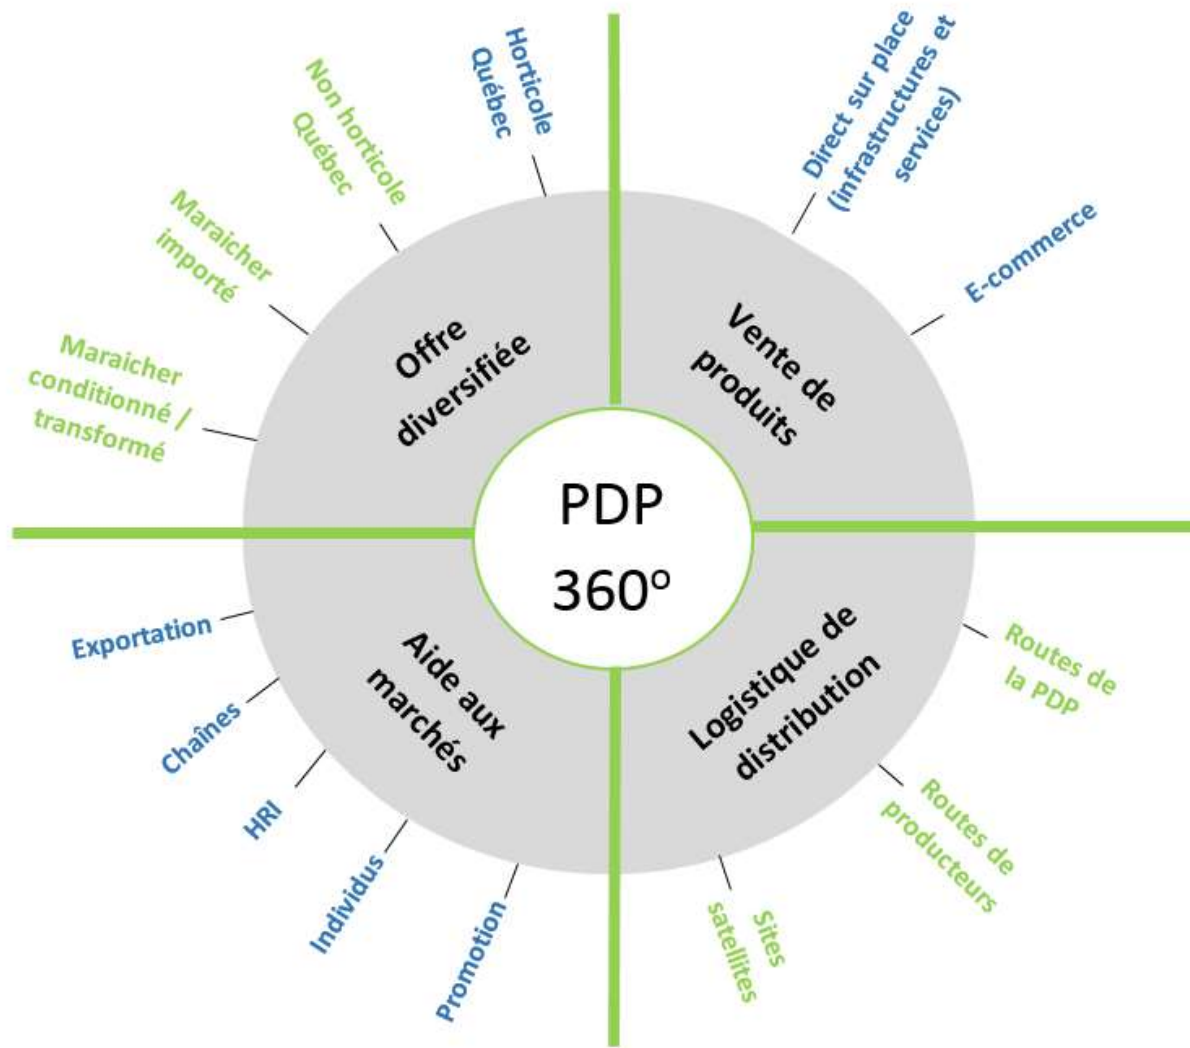 Horticole
Québec
Non horticole
Québec
Maraicher
importé
Maraicher
conditionné /
transformé
Offre
diversifiée
Direct sur place
(infrastructures et
services)
E-commerce
Vente de
produits
PDP
360º
Exportation
Chaînes
HRI
Individus
Promotion
Aide aux
marchés
Logistique de
distribution
Routes de
la PDP
Routes de
producteurs
Sites
satellites